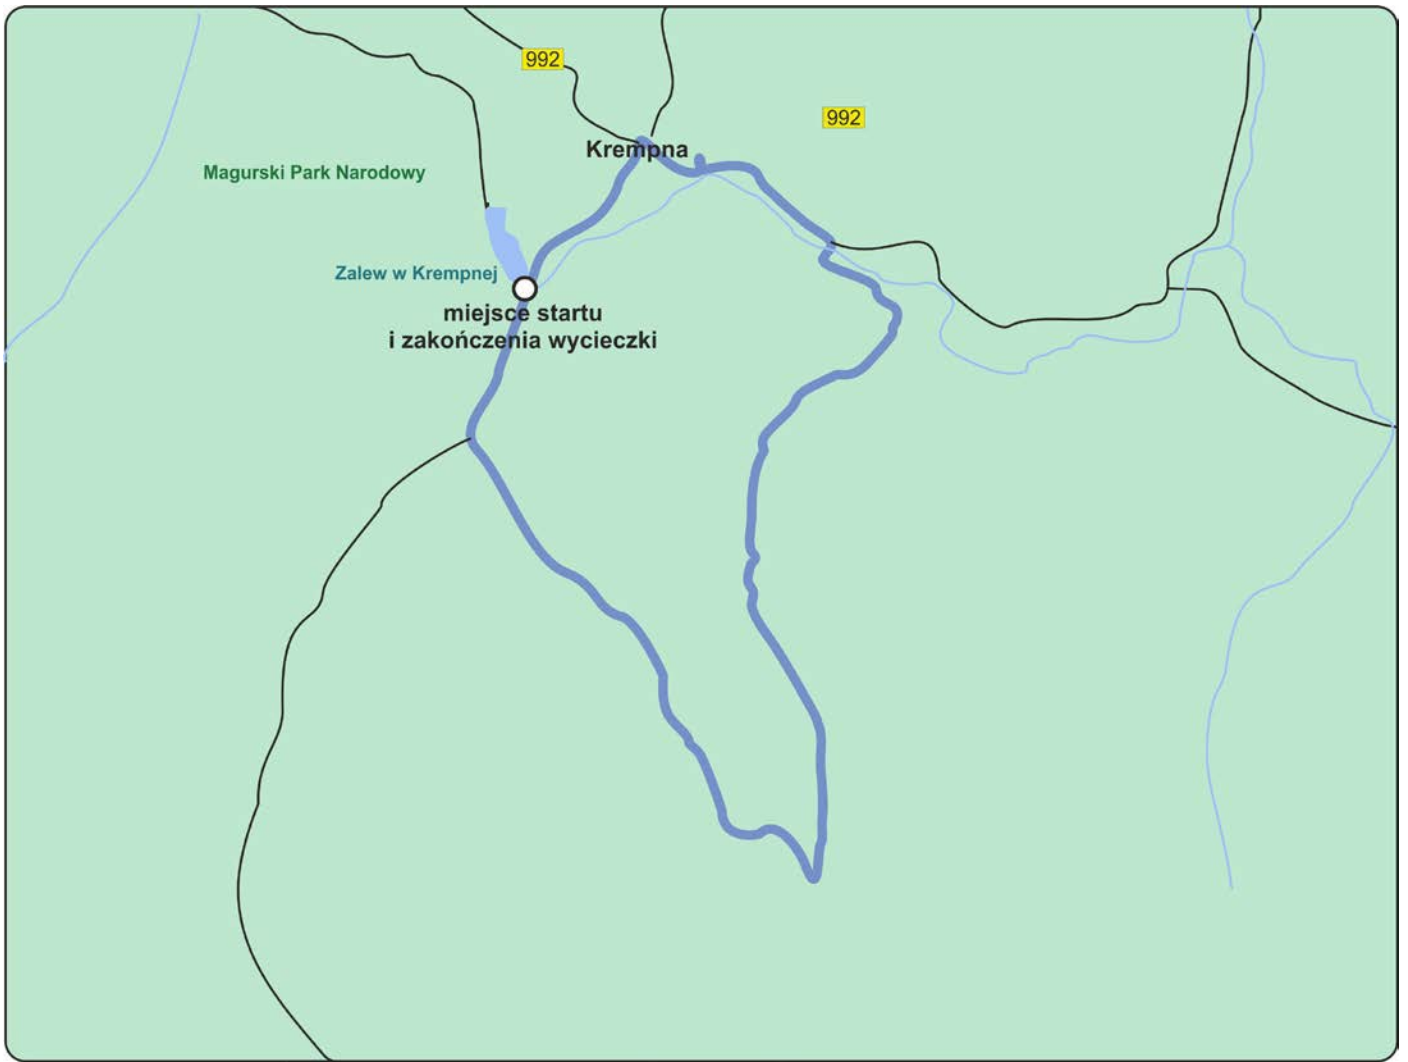 992
992
Krempna
Magurski Park Narodowy
Zalew w Krempnej
miejsce startu
i zakończenia wycieczki